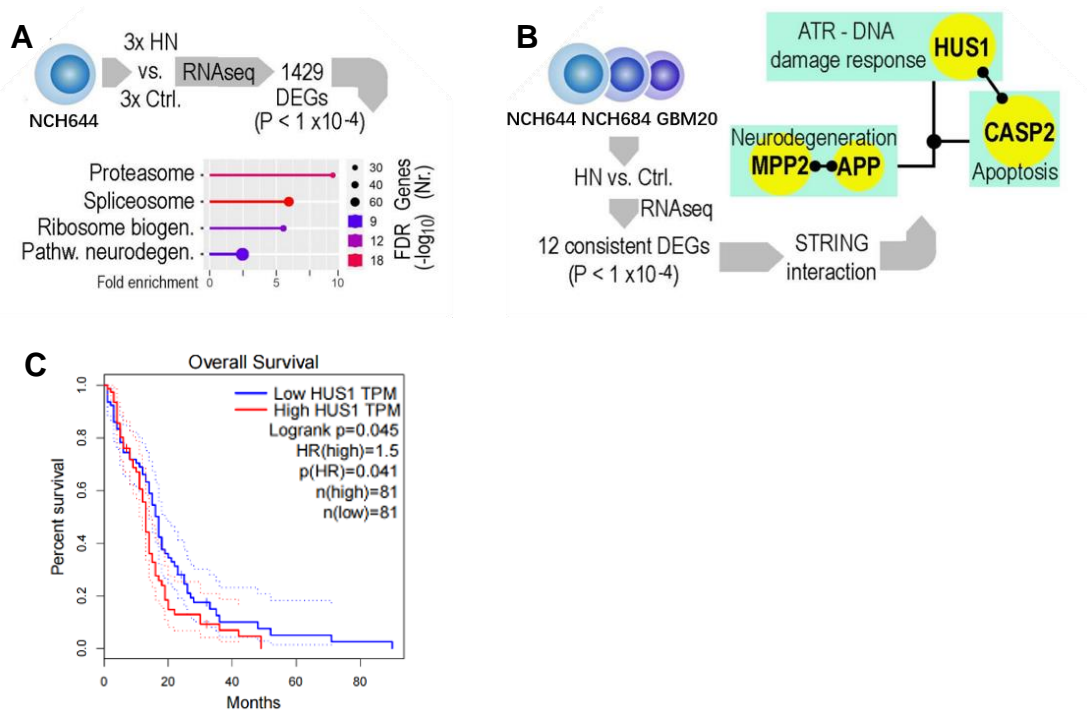 A
3x HN
vs.
3x Ctrl.
NCH644
RNAseq
1429
DEGs
(P < 1 x10-4)
Proteasome
Spliceosome
Ribosome biogen.
Pathw. neurodegen.
Fold enrichment
0 5 10
30
40
60
Genes
(Nr.)
9
12
18
FDR
(-log10)
B
NCH644 NCH684 GBM20
HN vs. Ctrl.
RNAseq
12 consistent DEGs
(P < 1 x10-4)
STRING
interaction
ATR - DNA
damage response
HUS1
CASP2
Apoptosis
Neurodegeneration
MPP2
APP
C
Overall Survival
Low HUS1 TPM
High HUS1 TPM
Logrank p=0.045
HR(high)=1.5
p(HR)=0.041
n(high)=81
n(low)=81
Percent survival
1.0
0.8
0.6
0.4
0.2
0.0
0 20 40 60 80
Months